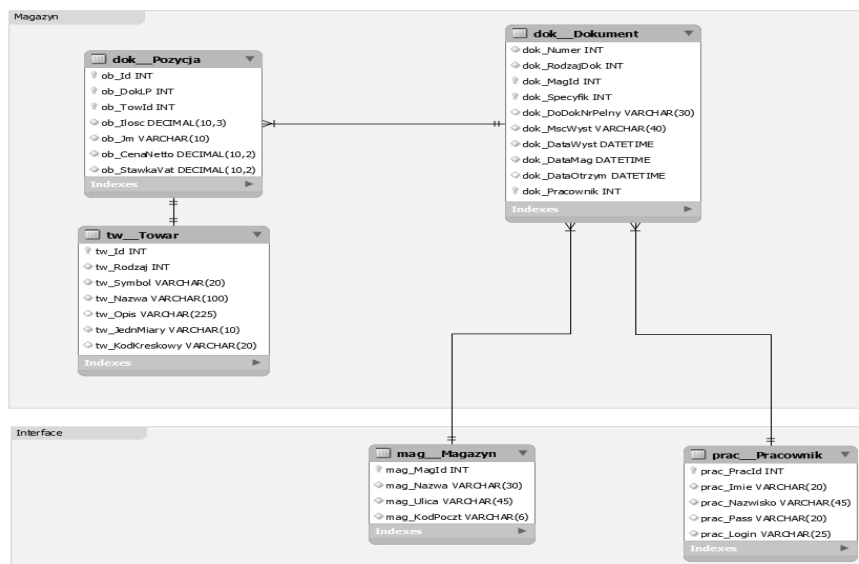 Magazyn
dok__Pozycja
ob_Id INT
ob_DokLP INT
ob_TowId INT
ob_Ilosc DECIMAL(10,3)
ob_Jm VARCHAR(10)
ob_CenaNetto DECIMAL(10,2)
ob_StawkaVat DECIMAL(10,2)
Indexes
dok__Dokument
dok_Numer INT
dok_RodzajDok INT
dok_MagId INT
dok_Specyfik INT
dok_DoDokNrPelny VARCHAR(30)
dok_MscWyst VARCHAR(40)
dok_DataWyst DATETIME
dok_DataMag DATETIME
dok_DataOtrzym DATETIME
dok_Pracownik INT
Indexes
tw__Towar
tw_Id INT
tw_Rodzaj INT
tw_Symbol VARCHAR(20)
tw_Nazwa VARCHAR(100)
tw_Opis VARCHAR(225)
tw_JednMiary VARCHAR(10)
tw_KodKreskowy VARCHAR(20)
Indexes
Interface
mag__Magazyn
mag_MagId INT
mag_Nazwa VARCHAR(30)
mag_Ulica VARCHAR(45)
mag_KodPoczt VARCHAR(6)
Indexes
prac__Pracownik
prac_PracId INT
prac_Imie VARCHAR(20)
prac_Nazwisko VARCHAR(45)
prac_Pass VARCHAR(20)
prac_Login VARCHAR(25)
Indexes